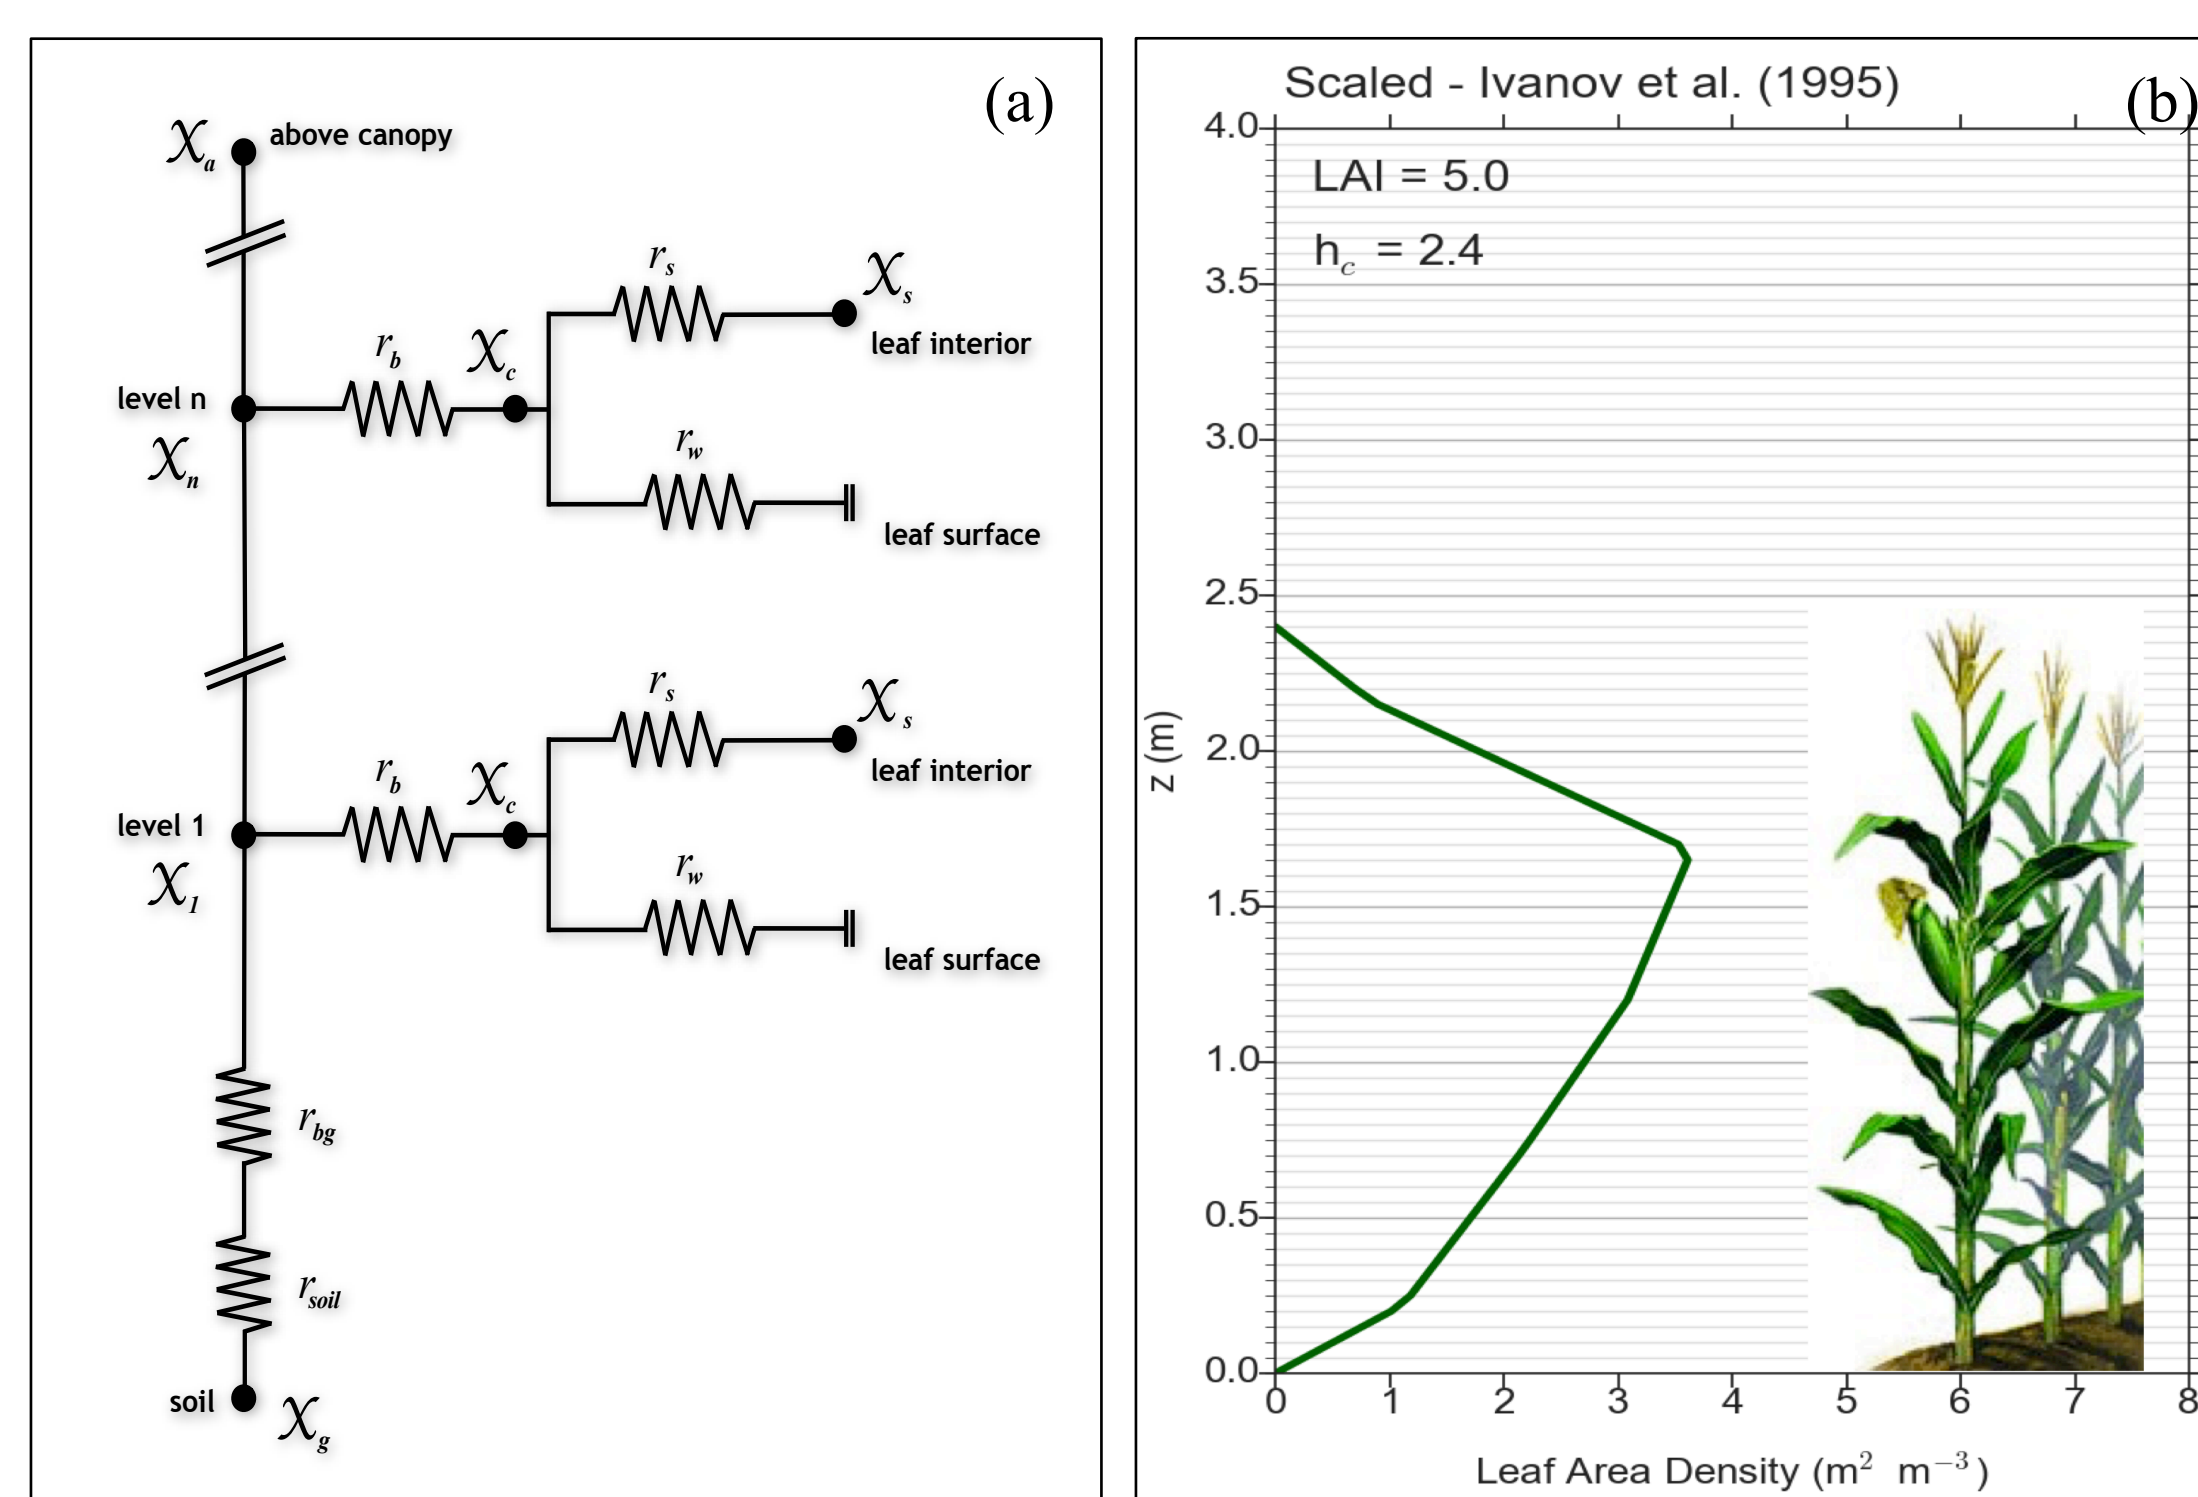 (a)
χa above canopy
rs
χs
leaf interior
rb
χc
level n
χn
rw
leaf surface
rs
χs
leaf interior
rb
χc
level 1
χ1
rw
leaf surface
rbg
rsoil
soil
χg
(b)
Scaled - Ivanov et al. (1995)
LAI = 5.0
hc = 2.4
4.0
3.5
3.0
2.5
2.0
1.5
1.0
0.5
0.0
z (m)
0 1 2 3 4 5 6 7 8
Leaf Area Density (m² m⁻³)